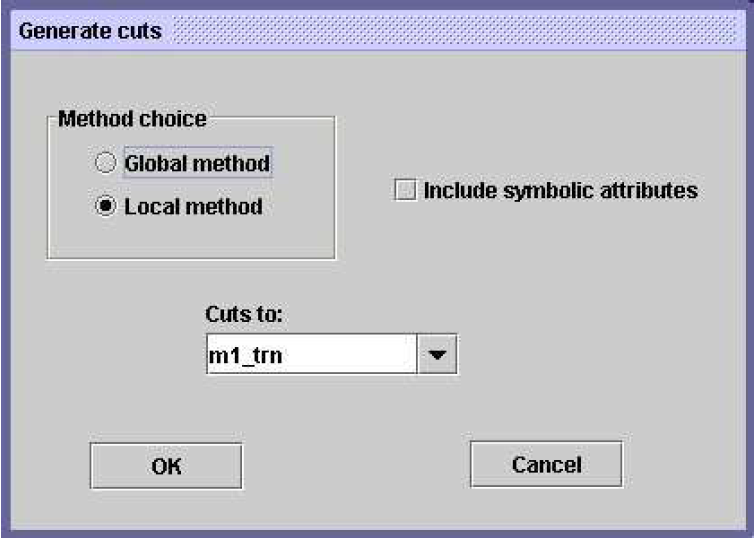 Generate cuts
Method choice
Global method
Local method
Include symbolic attributes
Cuts to:
m1_trn
OK
Cancel